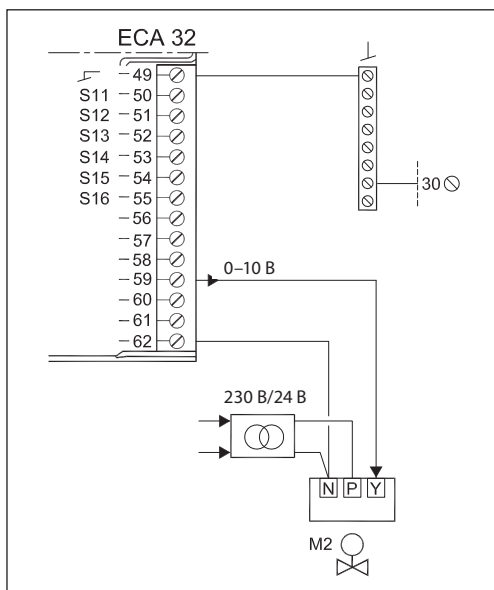 ECA 32
49
S11 50
S12 51
S13 52
S14 53
S15 54
S16 55
56
57
58
59
60
61
62
30
0–10 В
230 В/24 В
N P Y
M2